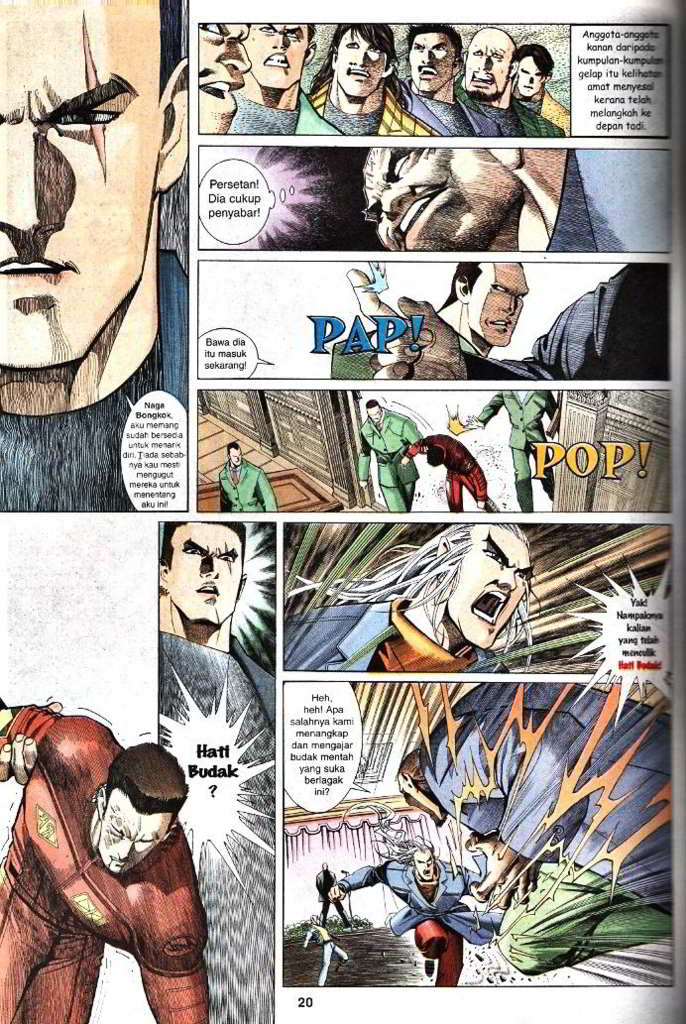 Anggota-anggota
kanan daripada
kumpulan-kumpulan
gelap itu kelihatan
amat menyesal
kerana telah
melangkah ke
depan tadi.
Persetan!
Dia cukup
penyabar!
Bawa dia
itu masuk
sekarang!
PAP!
Naga
Bongkok,
aku memang
sudah bersedia
untuk menarik
diri. Tiada sebab-
nya kau mesti
mengugut
mereka untuk
menentang
aku ini!
POP!
Hati
Budak
?
Yak!
Nampaknya
kalian
yang telah
menculik
Hati Budak!
Heh,
heh! Apa
salahnya kami
menangkap
dan mengajar
budak mentah
yang suka
berlagak
ini?
20